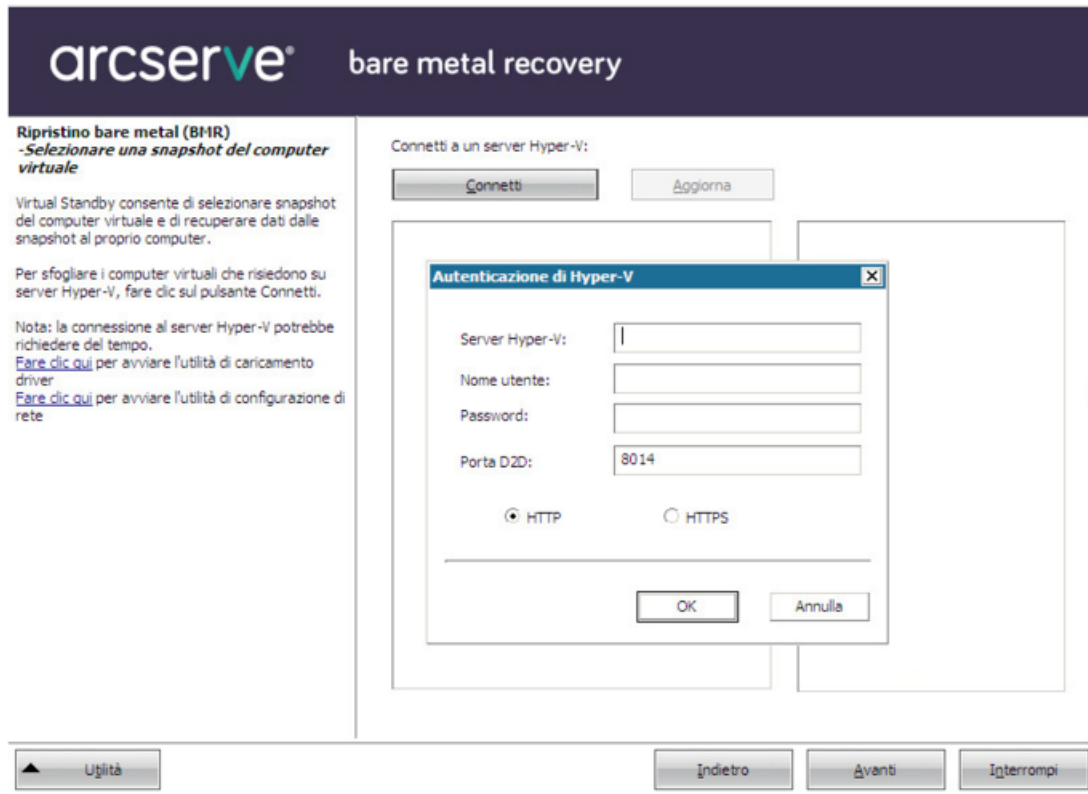 arcserve® bare metal recovery
Ripristino bare metal (BMR)
-Selezionare una snapshot del computer
virtuale
Virtual Standby consente di selezionare snapshot
del computer virtuale e di recuperare dati dalle
snapshot al proprio computer.
Per sfogliare i computer virtuali che risiedono su
server Hyper-V, fare clic sul pulsante Connetti.
Nota: la connessione al server Hyper-V potrebbe
richiedere del tempo.
Fare clic qui per avviare l'utilità di caricamento
driver
Fare clic qui per avviare l'utilità di configurazione di
rete
Connetti a un server Hyper-V:
Connetti Aggiorna
Autenticazione di Hyper-V
Server Hyper-V:
Nome utente:
Password:
Porta D2D: 8014
HTTP HTTPS
OK Annulla
Utilità Indietro Avanti Interrompi